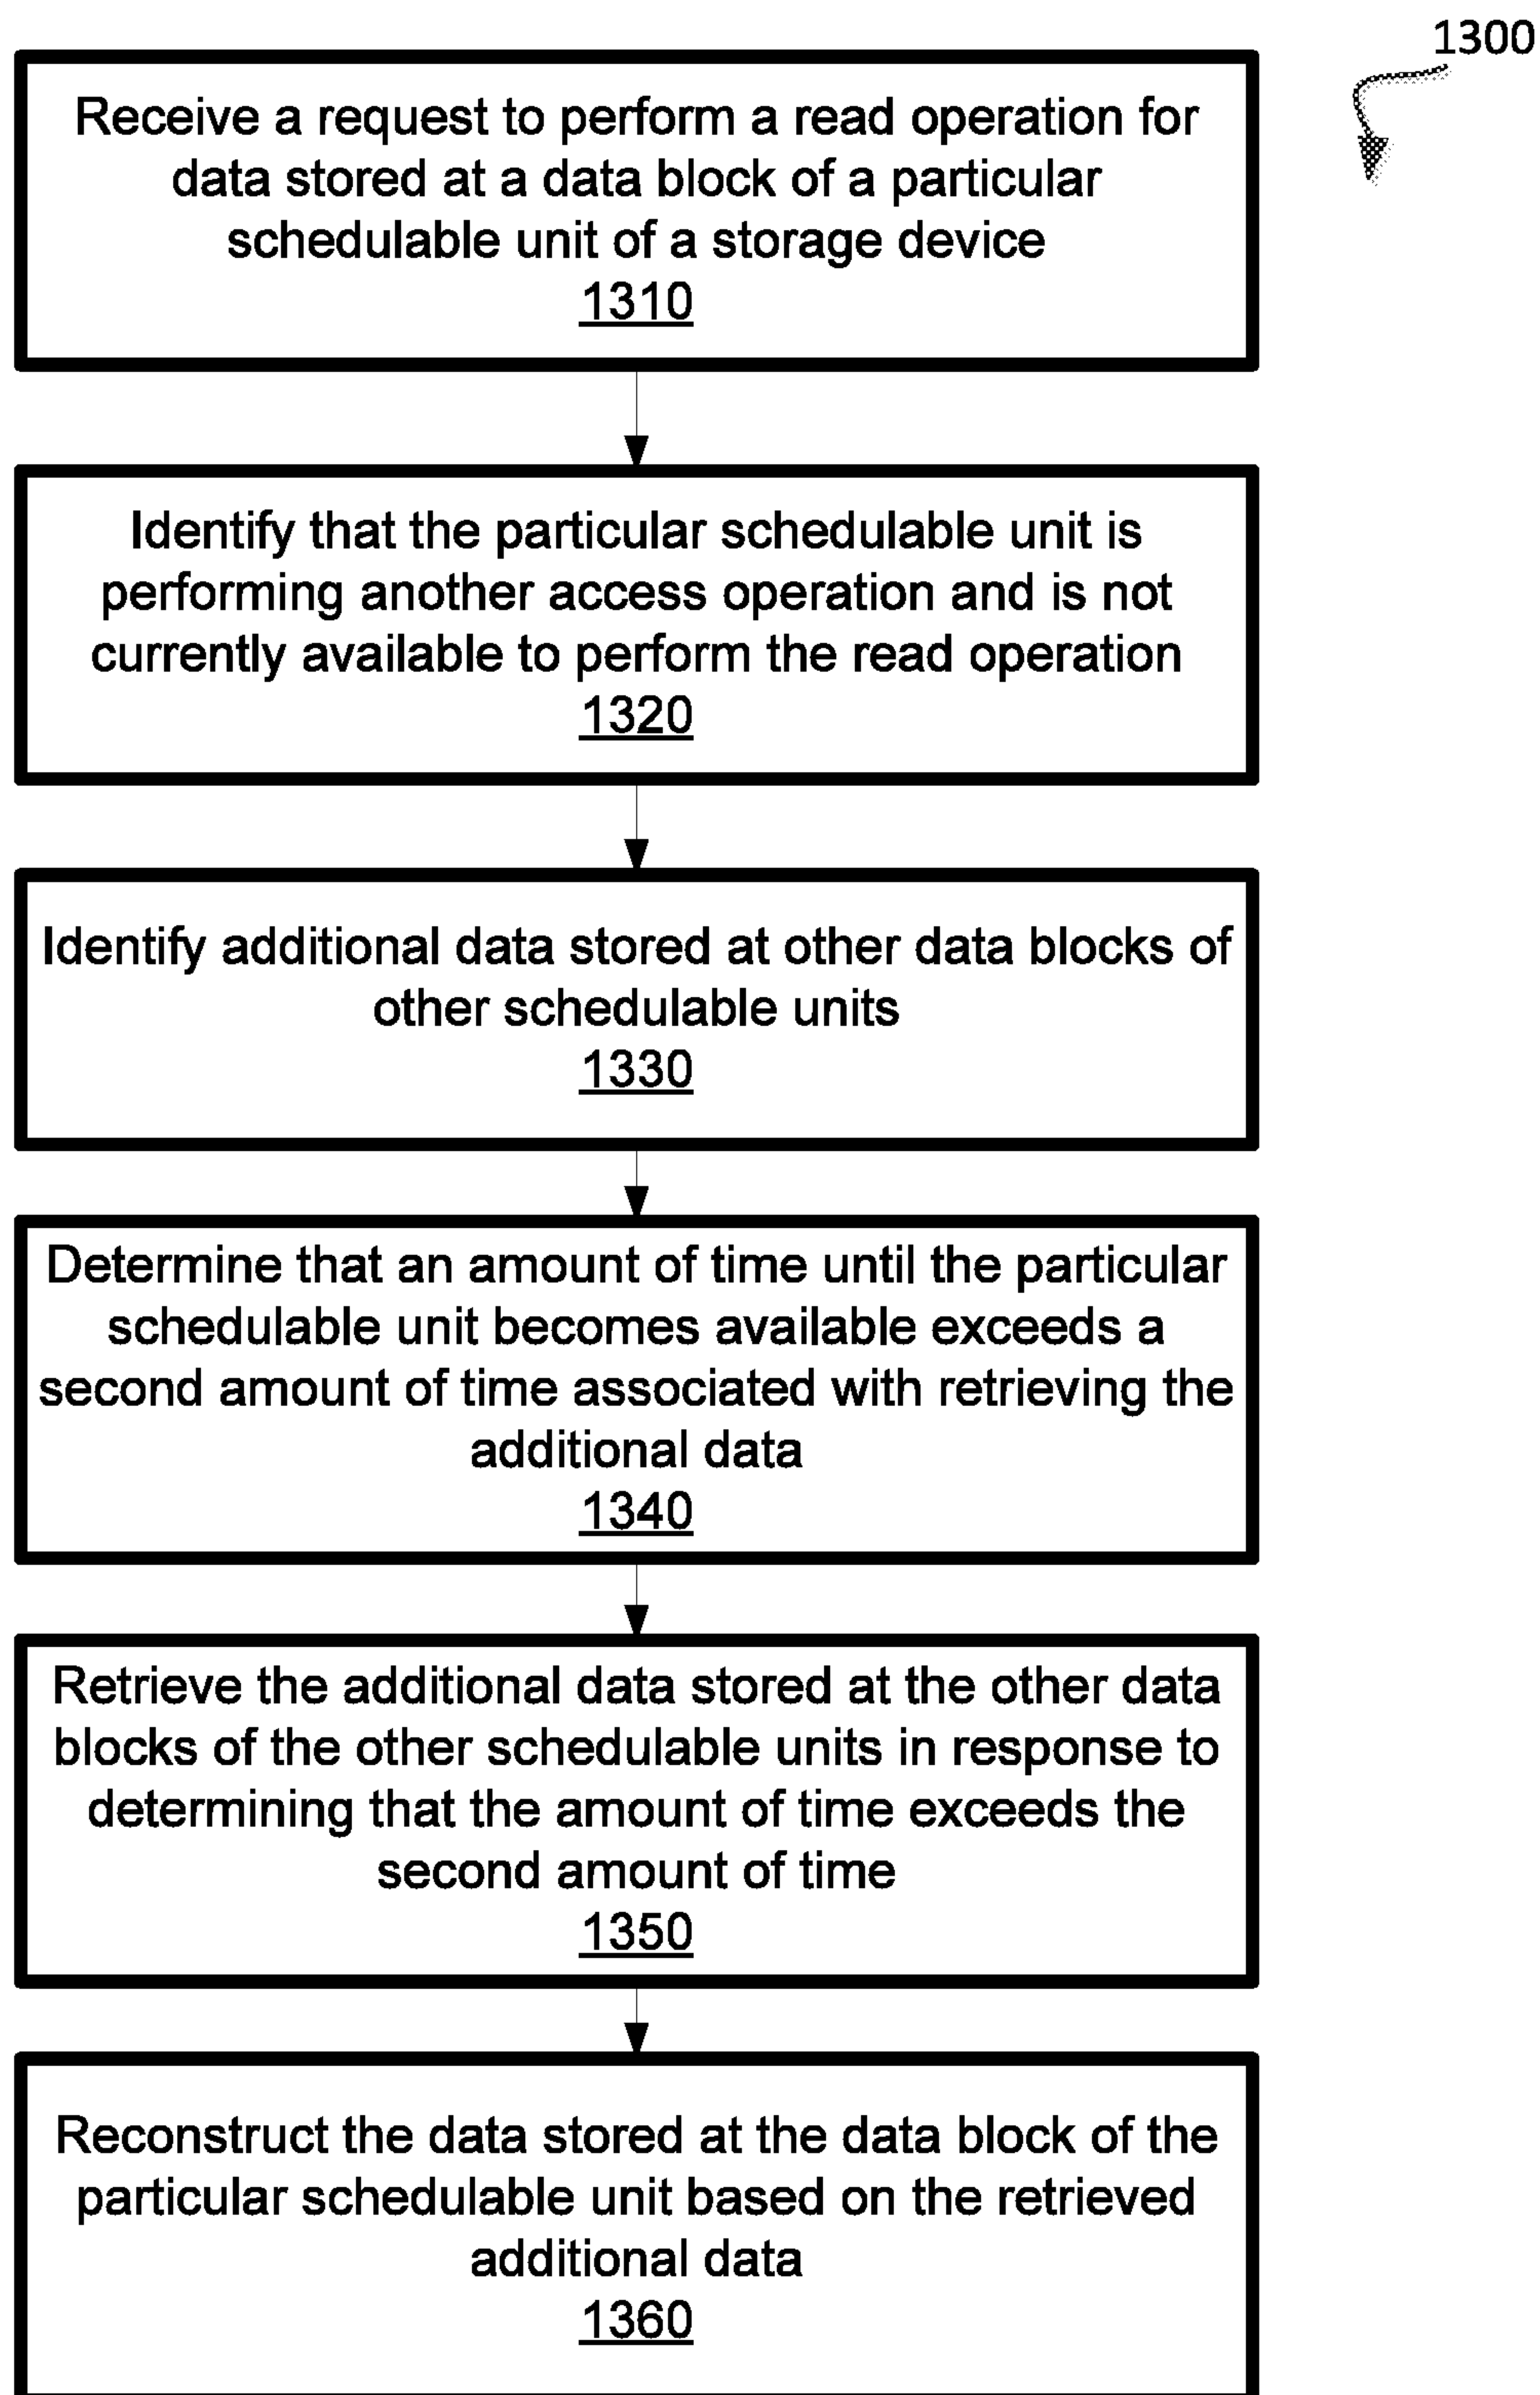 1300
Receive a request to perform a read operation for
data stored at a data block of a particular
schedulable unit of a storage device
1310
Identify that the particular schedulable unit is
performing another access operation and is not
currently available to perform the read operation
1320
Identify additional data stored at other data blocks of
other schedulable units
1330
Determine that an amount of time until the particular
schedulable unit becomes available exceeds a
second amount of time associated with retrieving the
additional data
1340
Retrieve the additional data stored at the other data
blocks of the other schedulable units in response to
determining that the amount of time exceeds the
second amount of time
1350
Reconstruct the data stored at the data block of the
particular schedulable unit based on the retrieved
additional data
1360